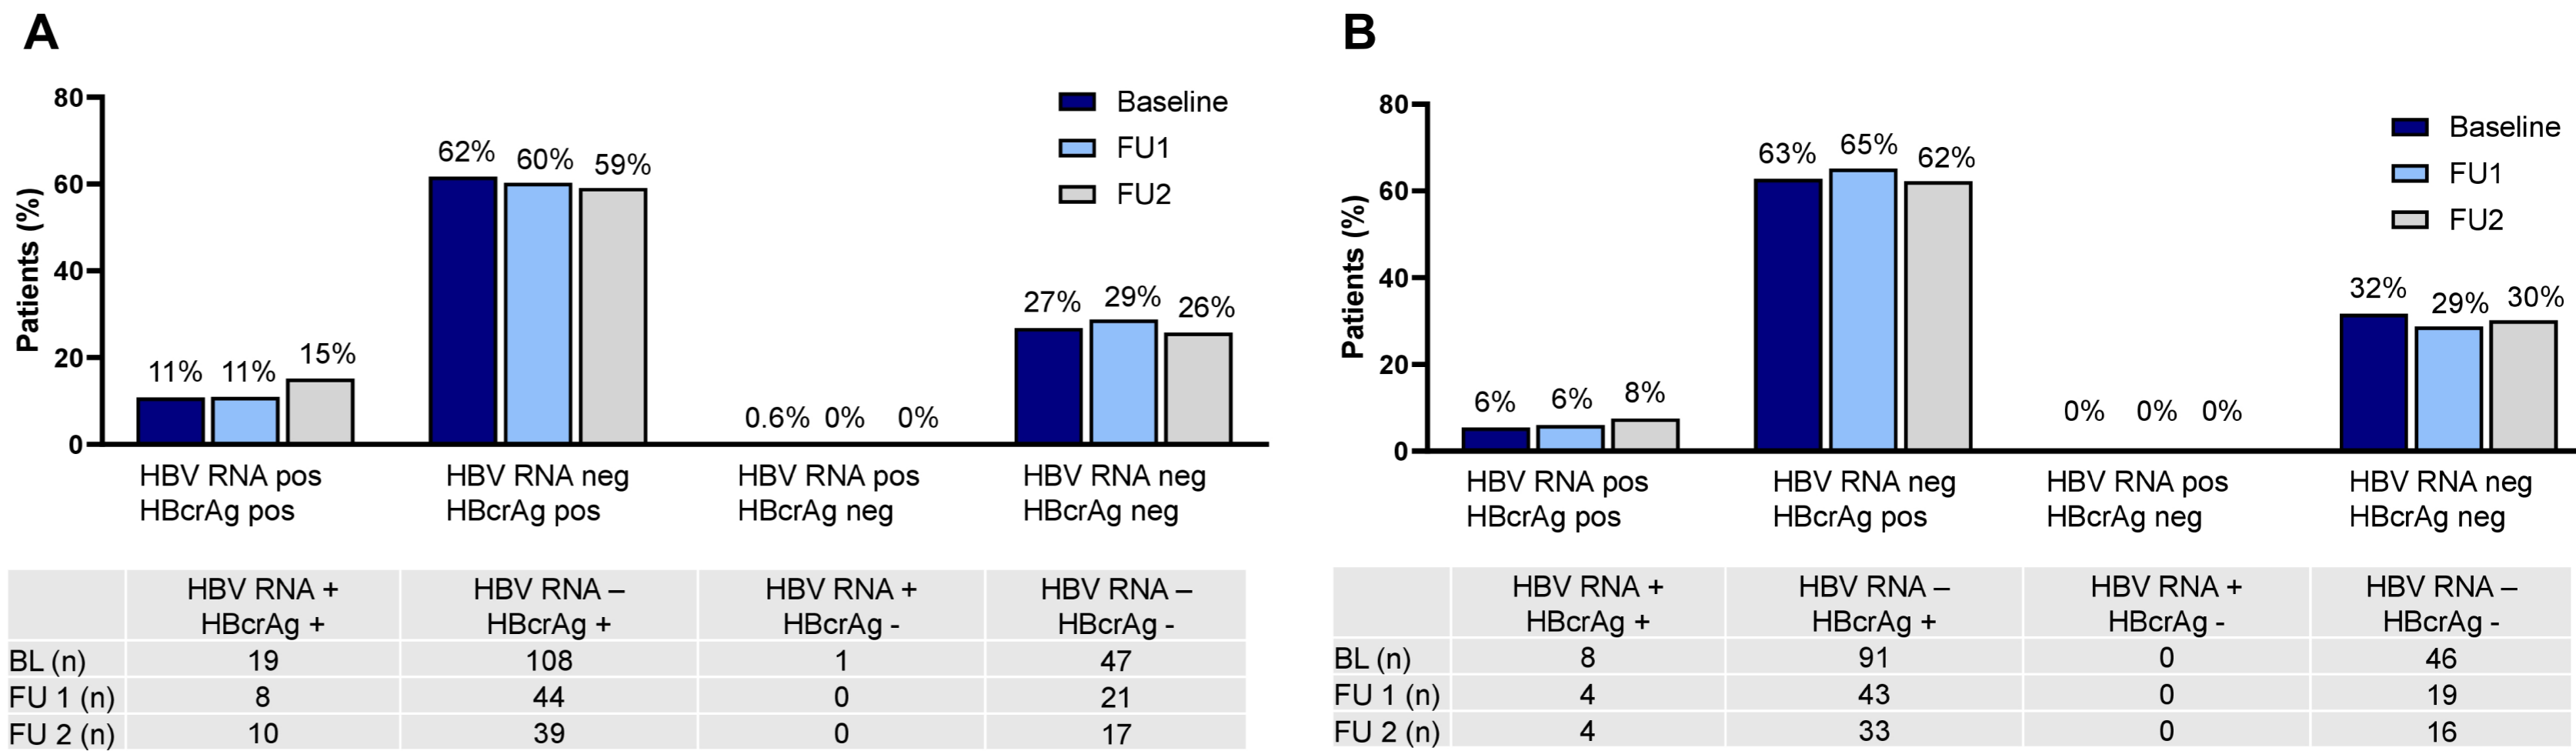 A
Patients (%)
80
60
40
20
0
Baseline
FU1
FU2
11% 11% 15%
62% 60% 59%
0.6% 0% 0%
27% 29% 26%
HBV RNA pos
HBcrAg pos
HBV RNA neg
HBcrAg pos
HBV RNA pos
HBcrAg neg
HBV RNA neg
HBcrAg neg
HBV RNA + HBV RNA – HBV RNA + HBV RNA –
HBcrAg + HBcrAg + HBcrAg - HBcrAg -
BL (n) 19 108 1 47
FU 1 (n) 8 44 0 21
FU 2 (n) 10 39 0 17
B
Patients (%)
80
60
40
20
0
Baseline
FU1
FU2
6% 6% 8%
63% 65% 62%
0% 0% 0%
32% 29% 30%
HBV RNA pos
HBcrAg pos
HBV RNA neg
HBcrAg pos
HBV RNA pos
HBcrAg neg
HBV RNA neg
HBcrAg neg
HBV RNA + HBV RNA – HBV RNA + HBV RNA –
HBcrAg + HBcrAg + HBcrAg - HBcrAg -
BL (n) 8 91 0 46
FU 1 (n) 4 43 0 19
FU 2 (n) 4 33 0 16